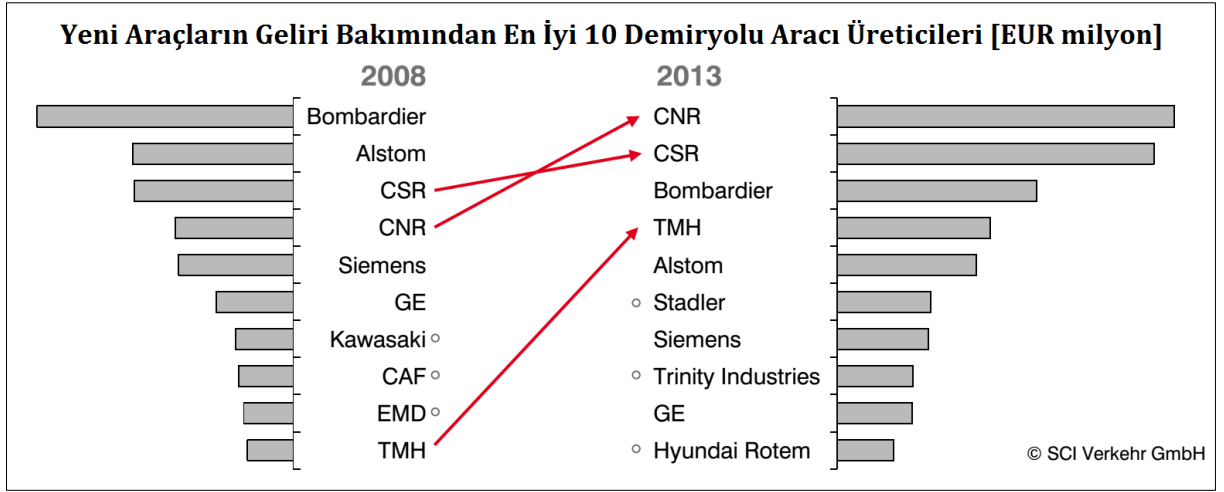 Yeni Araçların Geliri Bakımından En İyi 10 Demiryolu Aracı Üreticileri [EUR milyon]
2008
Bombardier
Alstom
CSR
CNR
Siemens
GE
Kawasaki
CAF
EMD
TMH
2013
CNR
CSR
Bombardier
TMH
Alstom
Stadler
Siemens
Trinity Industries
GE
Hyundai Rotem
© SCI Verkehr GmbH